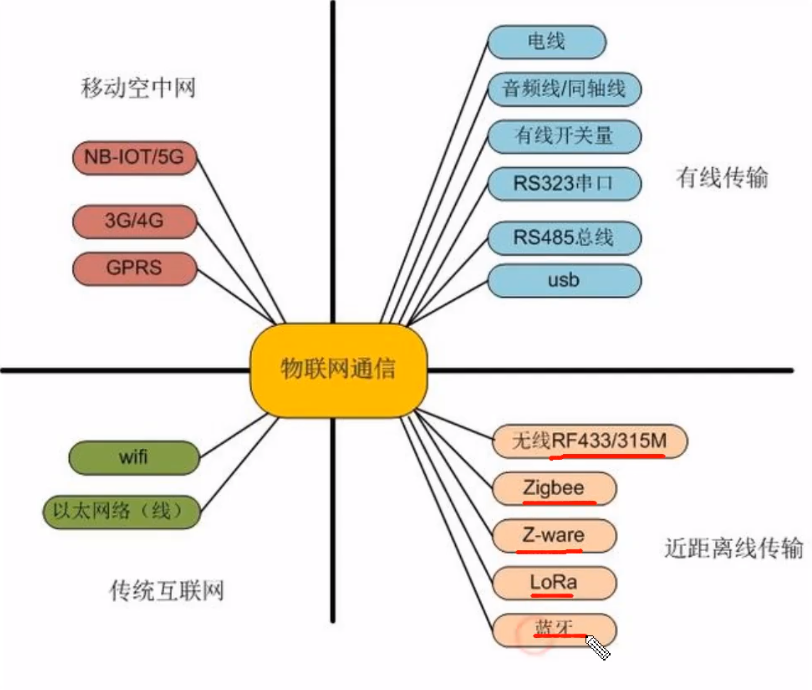 移动空中网
NB-IOT/5G
3G/4G
GPRS
电线
音频线/同轴线
有线开关量
RS323串口
RS485总线
usb
有线传输
物联网通信
wifi
以太网络（线）
传统互联网
无线RF433/315M
Zigbee
Z-ware
LoRa
蓝牙
近距离线传输